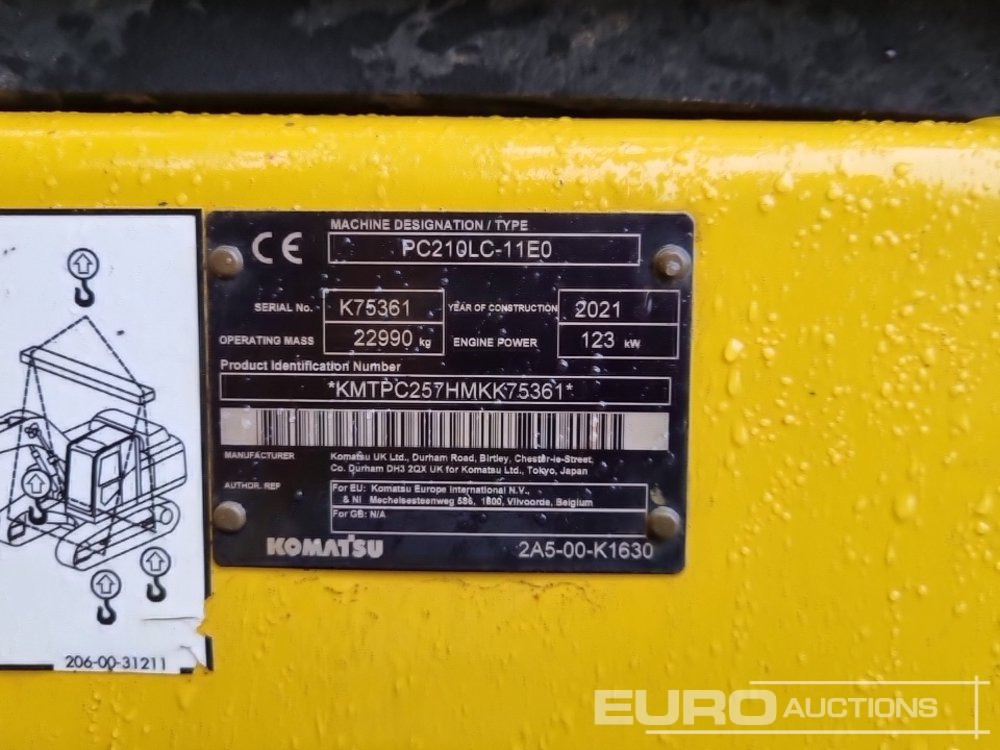 CE
MACHINE DESIGNATION / TYPE
PC210LC-11E0
SERIAL No. K75361 YEAR OF CONSTRUCTION 2021
OPERATING MASS 22990 kg ENGINE POWER 123 kW
Product Identification Number
*KMTPC257HMKK75361*
MANUFACTURER Komatsu UK Ltd., Durham Road, Birtley, Chester-le-Street,
Co. Durham DH3 2QX UK for Komatsu Ltd., Tokyo, Japan
AUTHOR. REP For EU: Komatsu Europe International N.V.,
& NI Mechelsesteenweg 586, 1800, Vilvoorde, Belgium
For GB: N/A
KOMATSU 2A5-00-K1630
206-00-31211
EURO AUCTIONS